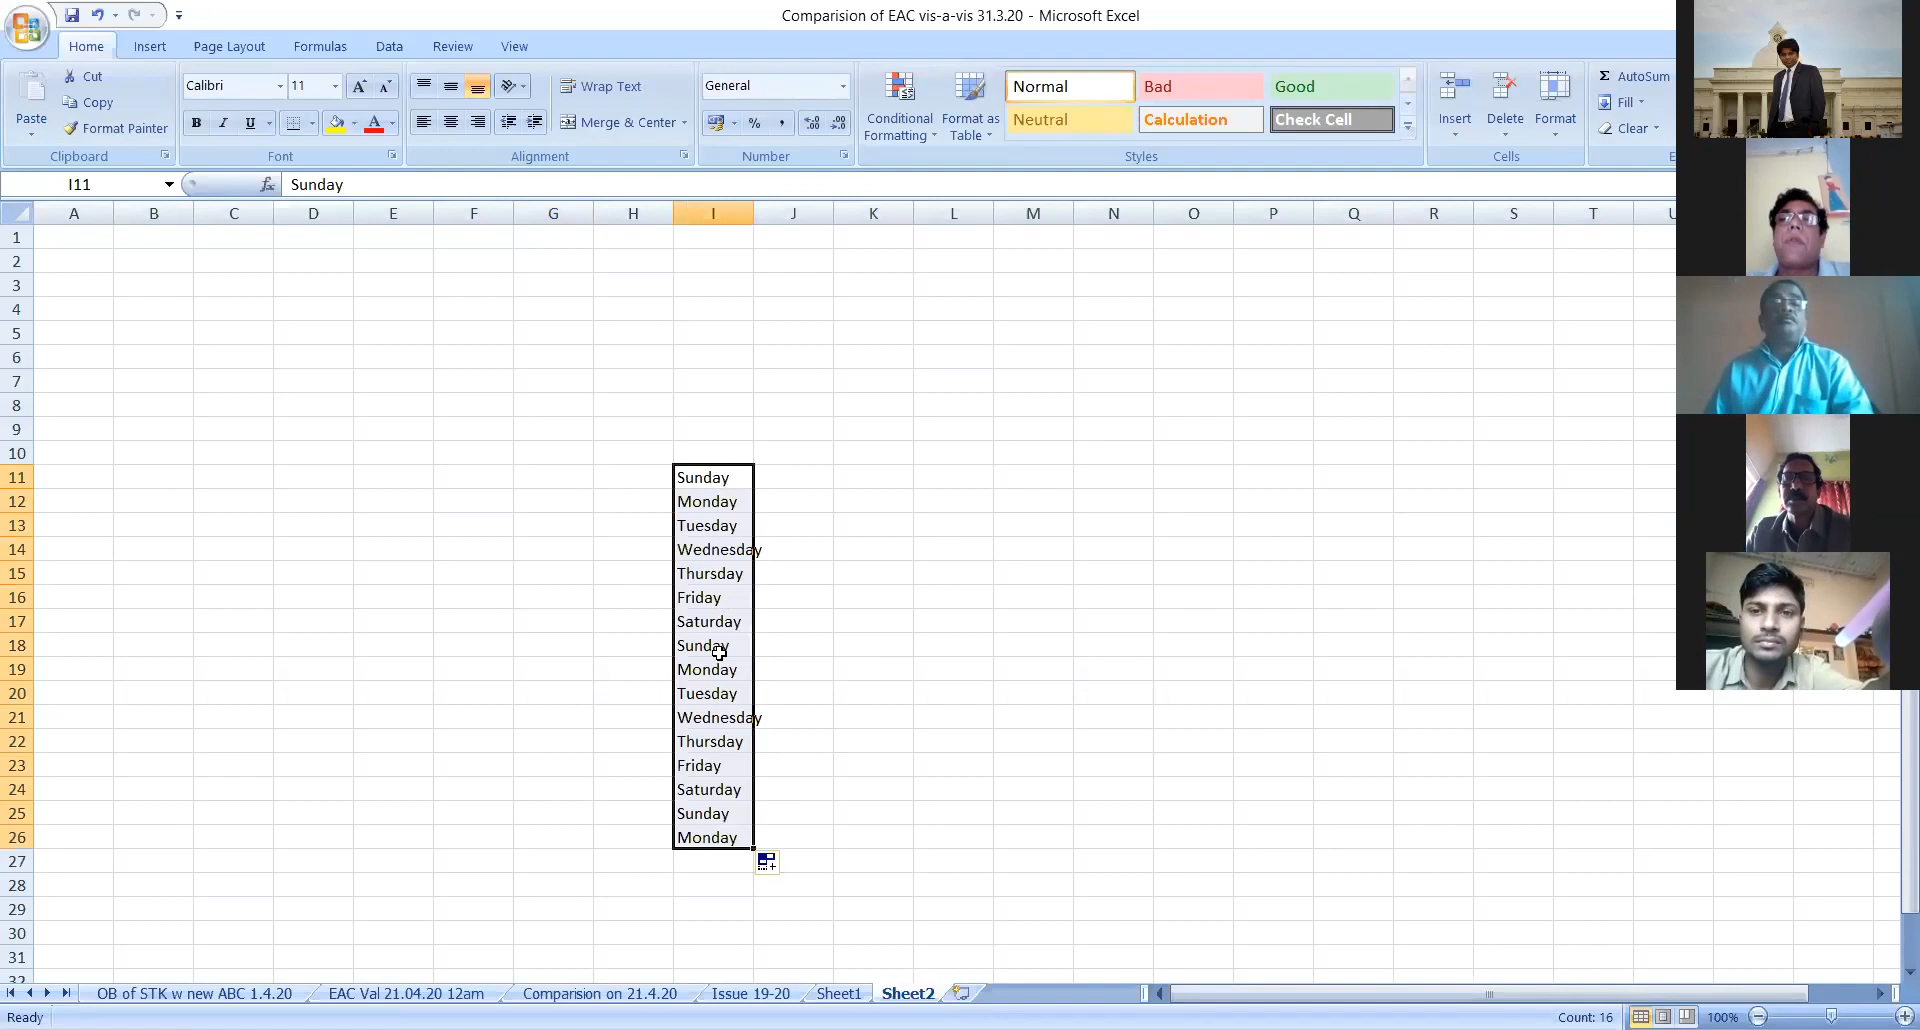 Comparision of EAC vis-a-vis 31.3.20 - Microsoft Excel
Home Insert Page Layout Formulas Data Review View
Paste
Cut
Copy
Format Painter
Clipboard
Calibri 11
B I U A
Font
Wrap Text
Merge & Center
Alignment
General
%
Number
Conditional Formatting
Format as Table
Normal Bad Good
Neutral Calculation Check Cell
Styles
Insert Delete Format
Cells
Σ AutoSum
Fill
Clear
E
I11 fx Sunday
A B C D E F G H I J K L M N O P Q R S T U
1
2
3
4
5
6
7
8
9
10
11 Sunday
12 Monday
13 Tuesday
14 Wednesday
15 Thursday
16 Friday
17 Saturday
18 Sunday
19 Monday
20 Tuesday
21 Wednesday
22 Thursday
23 Friday
24 Saturday
25 Sunday
26 Monday
27
28
29
30
31
32
OB of STK w new ABC 1.4.20 EAC Val 21.04.20 12am Comparision on 21.4.20 Issue 19-20 Sheet1 Sheet2
Ready Count: 16 100%